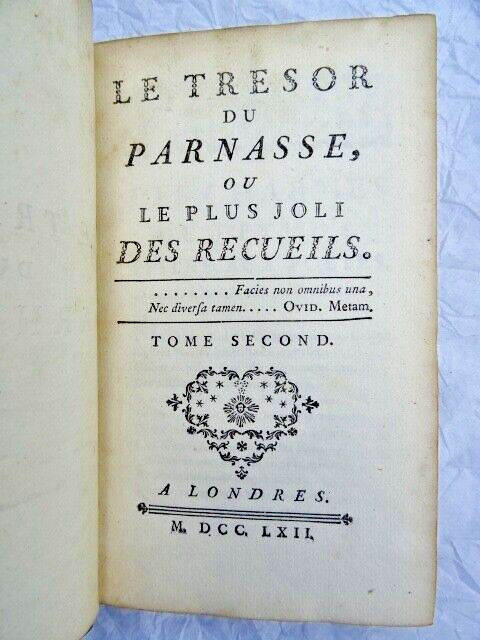 LE TRESOR
DU
PARNASSE,
OU
LE PLUS JOLI
DES RECUEILS.
........ Facies non omnibus una,
Nec diverſa tamen..... OVID. Metam.
TOME SECOND.
A LONDRES.
M. DCC. LXII.